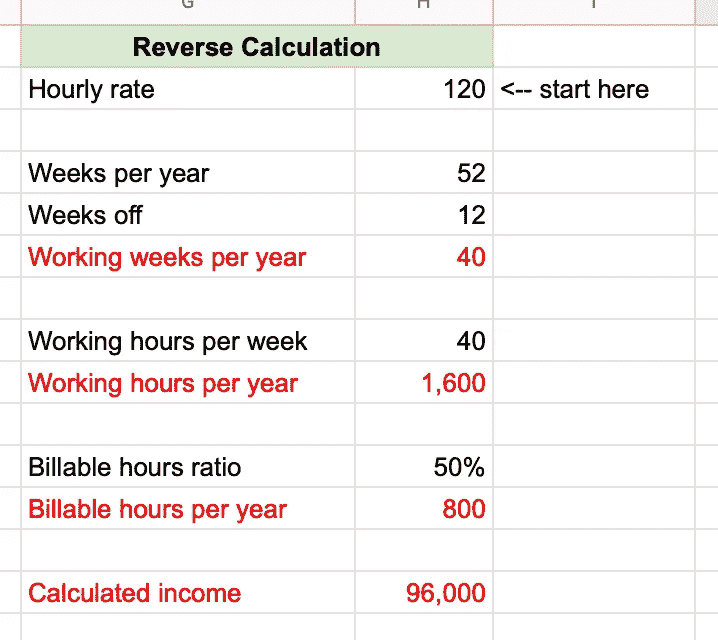 G H I
Reverse Calculation
Hourly rate 120 <-- start here
Weeks per year 52
Weeks off 12
Working weeks per year 40
Working hours per week 40
Working hours per year 1,600
Billable hours ratio 50%
Billable hours per year 800
Calculated income 96,000